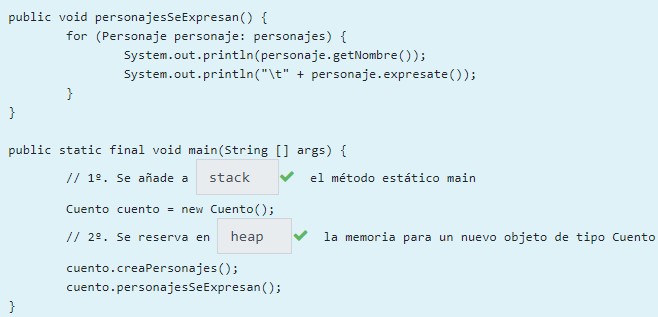 public void personajesSeExpresan() {
for (Personaje personaje: personajes) {
System.out.println(personaje.getNombre());
System.out.println("\t" + personaje.expresate());
}
}
public static final void main(String [] args) {
// 1º. Se añade a stack el método estático main
Cuento cuento = new Cuento();
// 2º. Se reserva en heap la memoria para un nuevo objeto de tipo Cuento
cuento.creaPersonajes();
cuento.personajesSeExpresan();
}